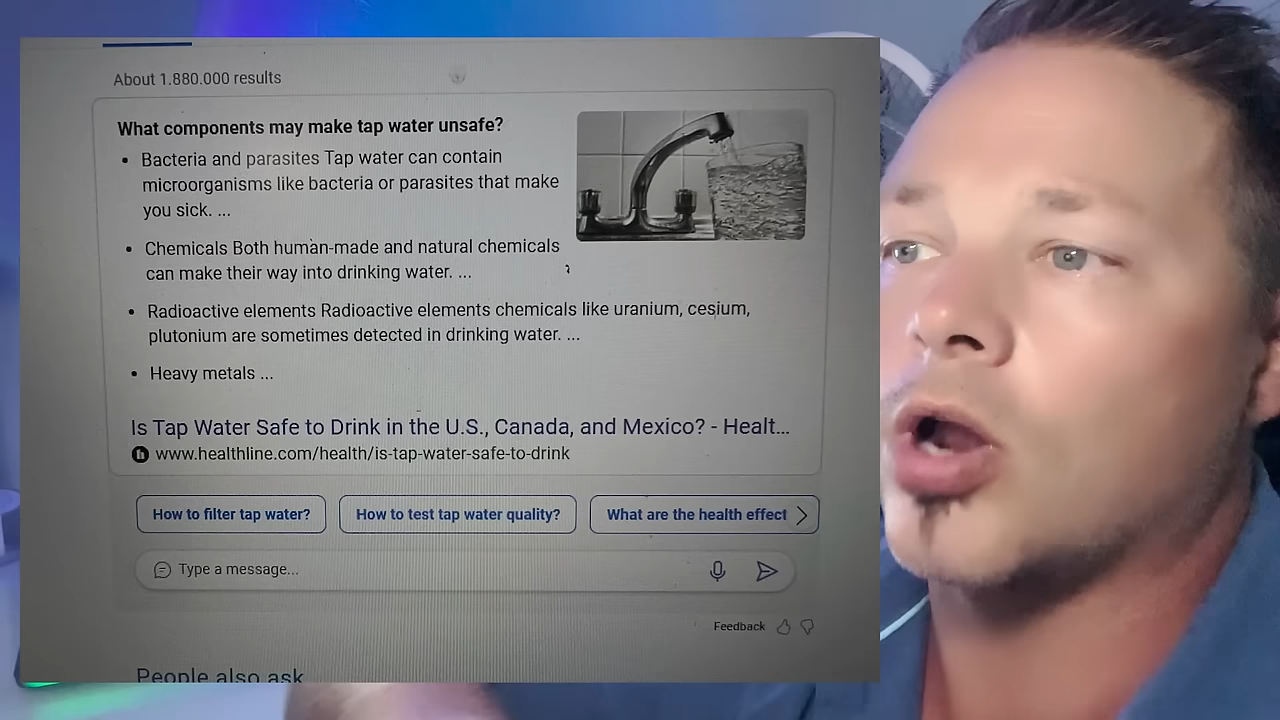 About 1.880.000 results
What components may make tap water unsafe?
• Bacteria and parasites Tap water can contain
microorganisms like bacteria or parasites that make
you sick. ...
• Chemicals Both human-made and natural chemicals
can make their way into drinking water. ...
• Radioactive elements Radioactive elements chemicals like uranium, cesium,
plutonium are sometimes detected in drinking water. ...
• Heavy metals ...
Is Tap Water Safe to Drink in the U.S., Canada, and Mexico? - Healt...
h www.healthline.com/health/is-tap-water-safe-to-drink
How to filter tap water? How to test tap water quality? What are the health effect
Type a message...
Feedback
People also ask